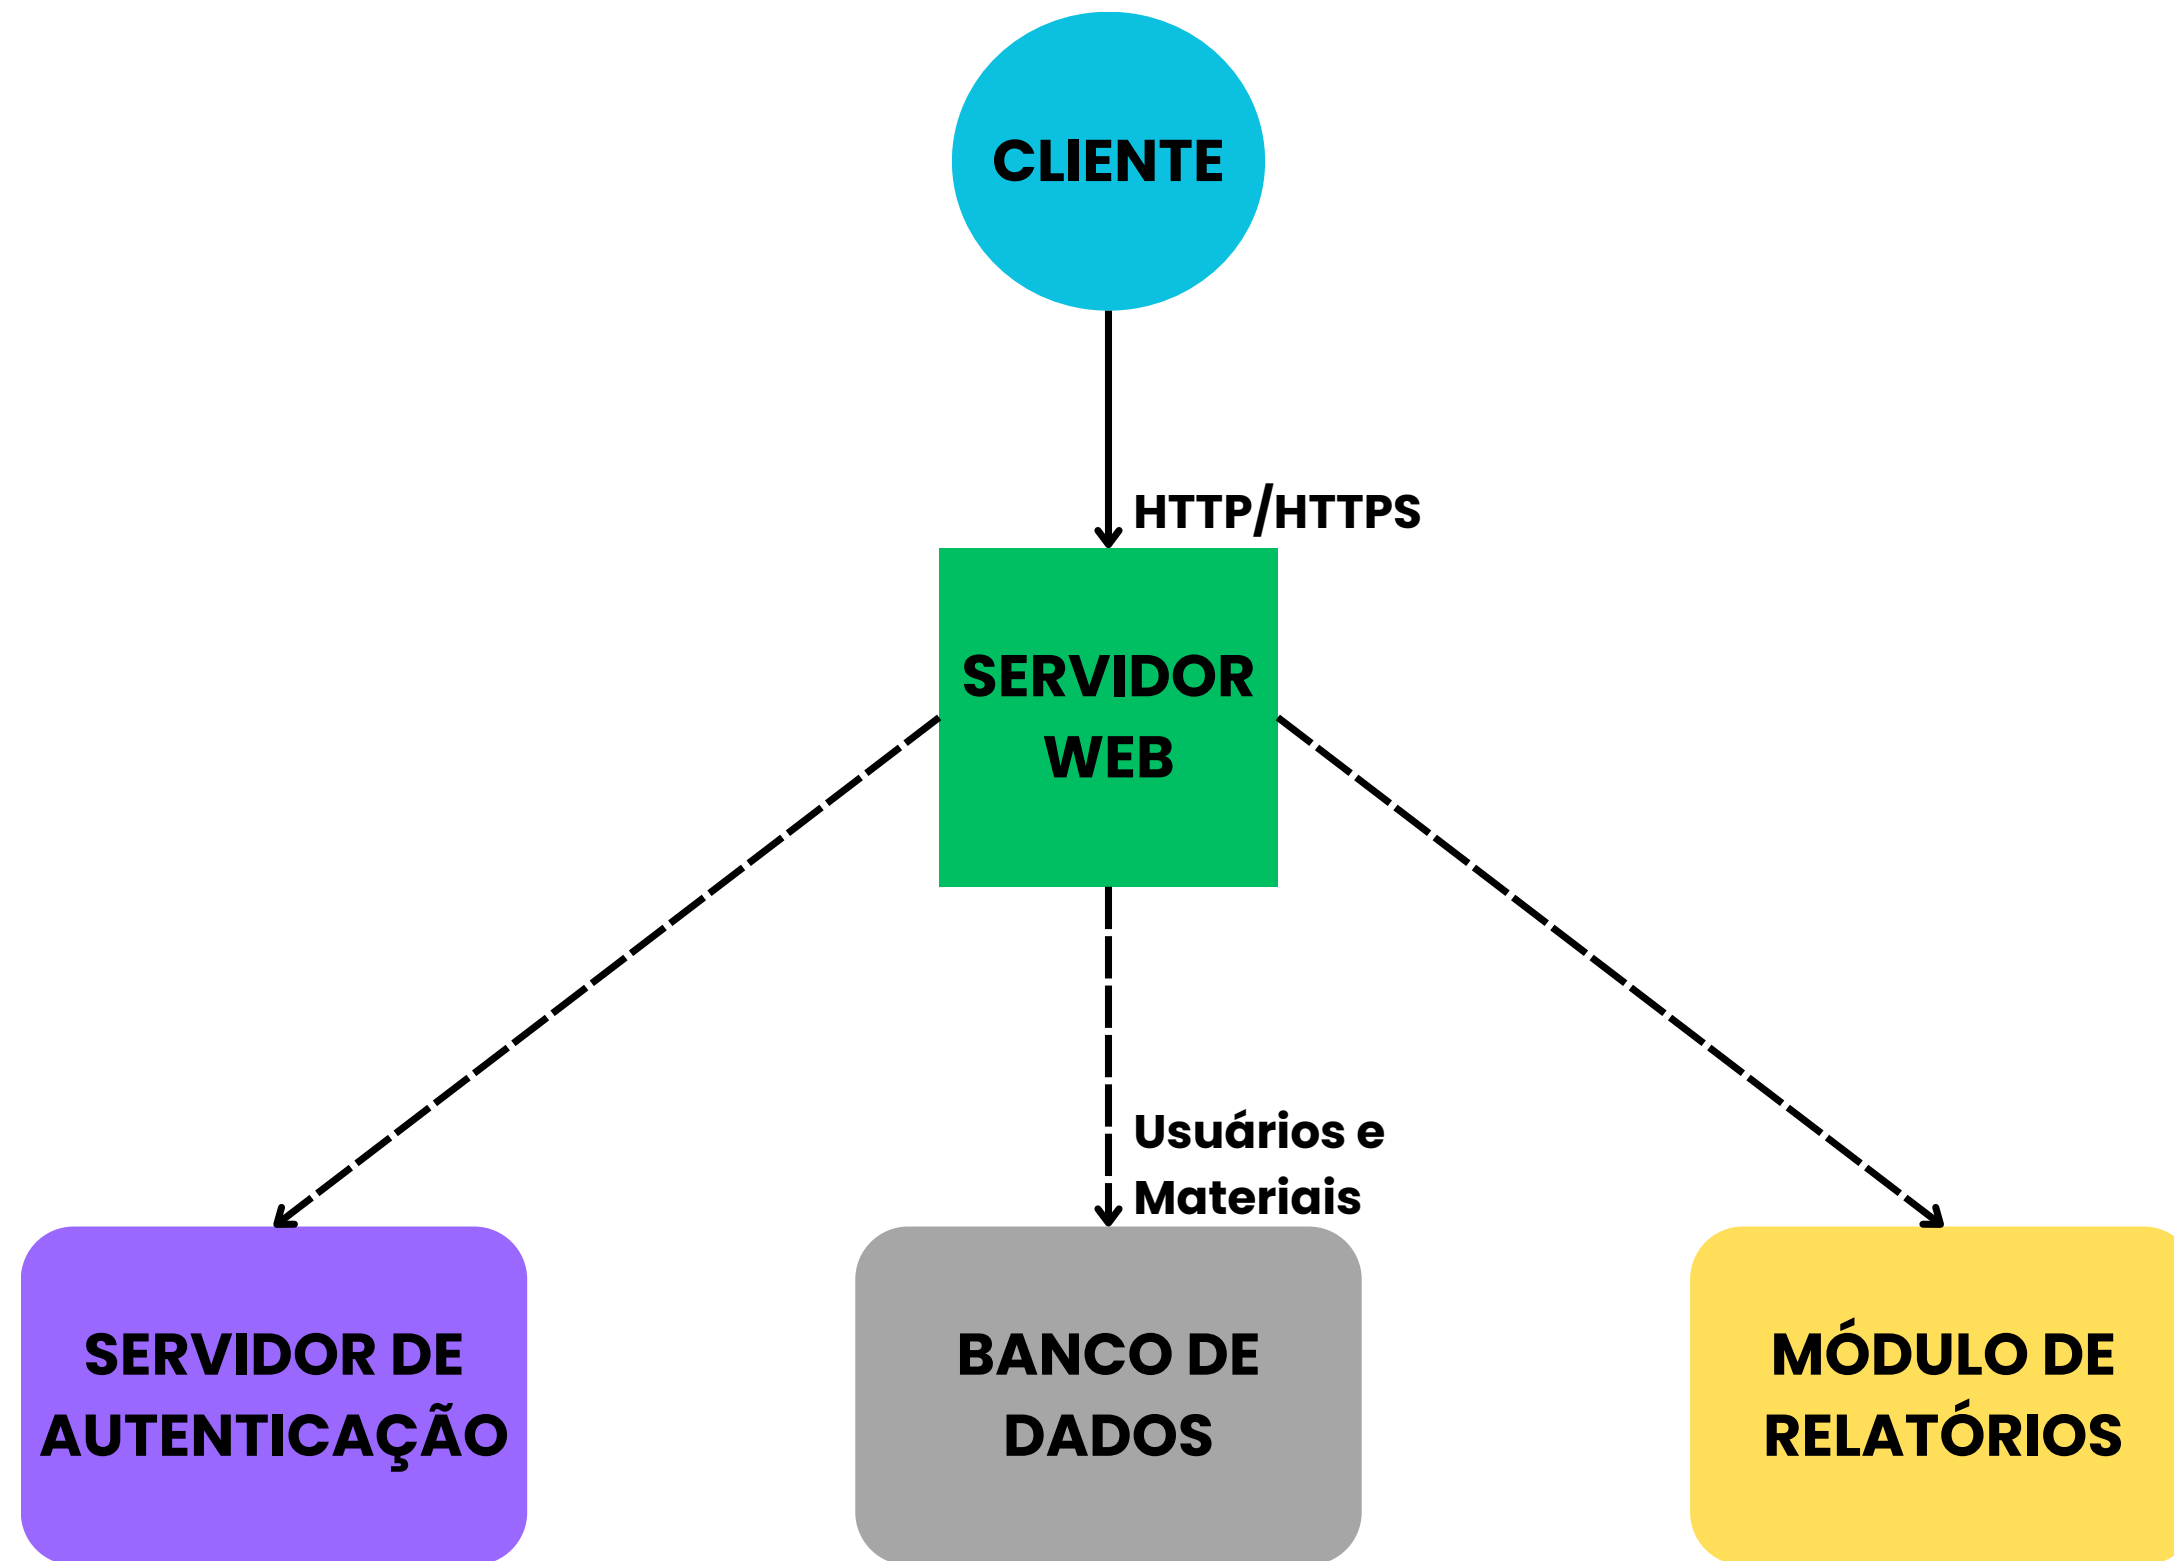 CLIENTE
HTTP/HTTPS
SERVIDOR
WEB
Usuários e
Materiais
SERVIDOR DE
AUTENTICAÇÃO
BANCO DE
DADOS
MÓDULO DE
RELATÓRIOS